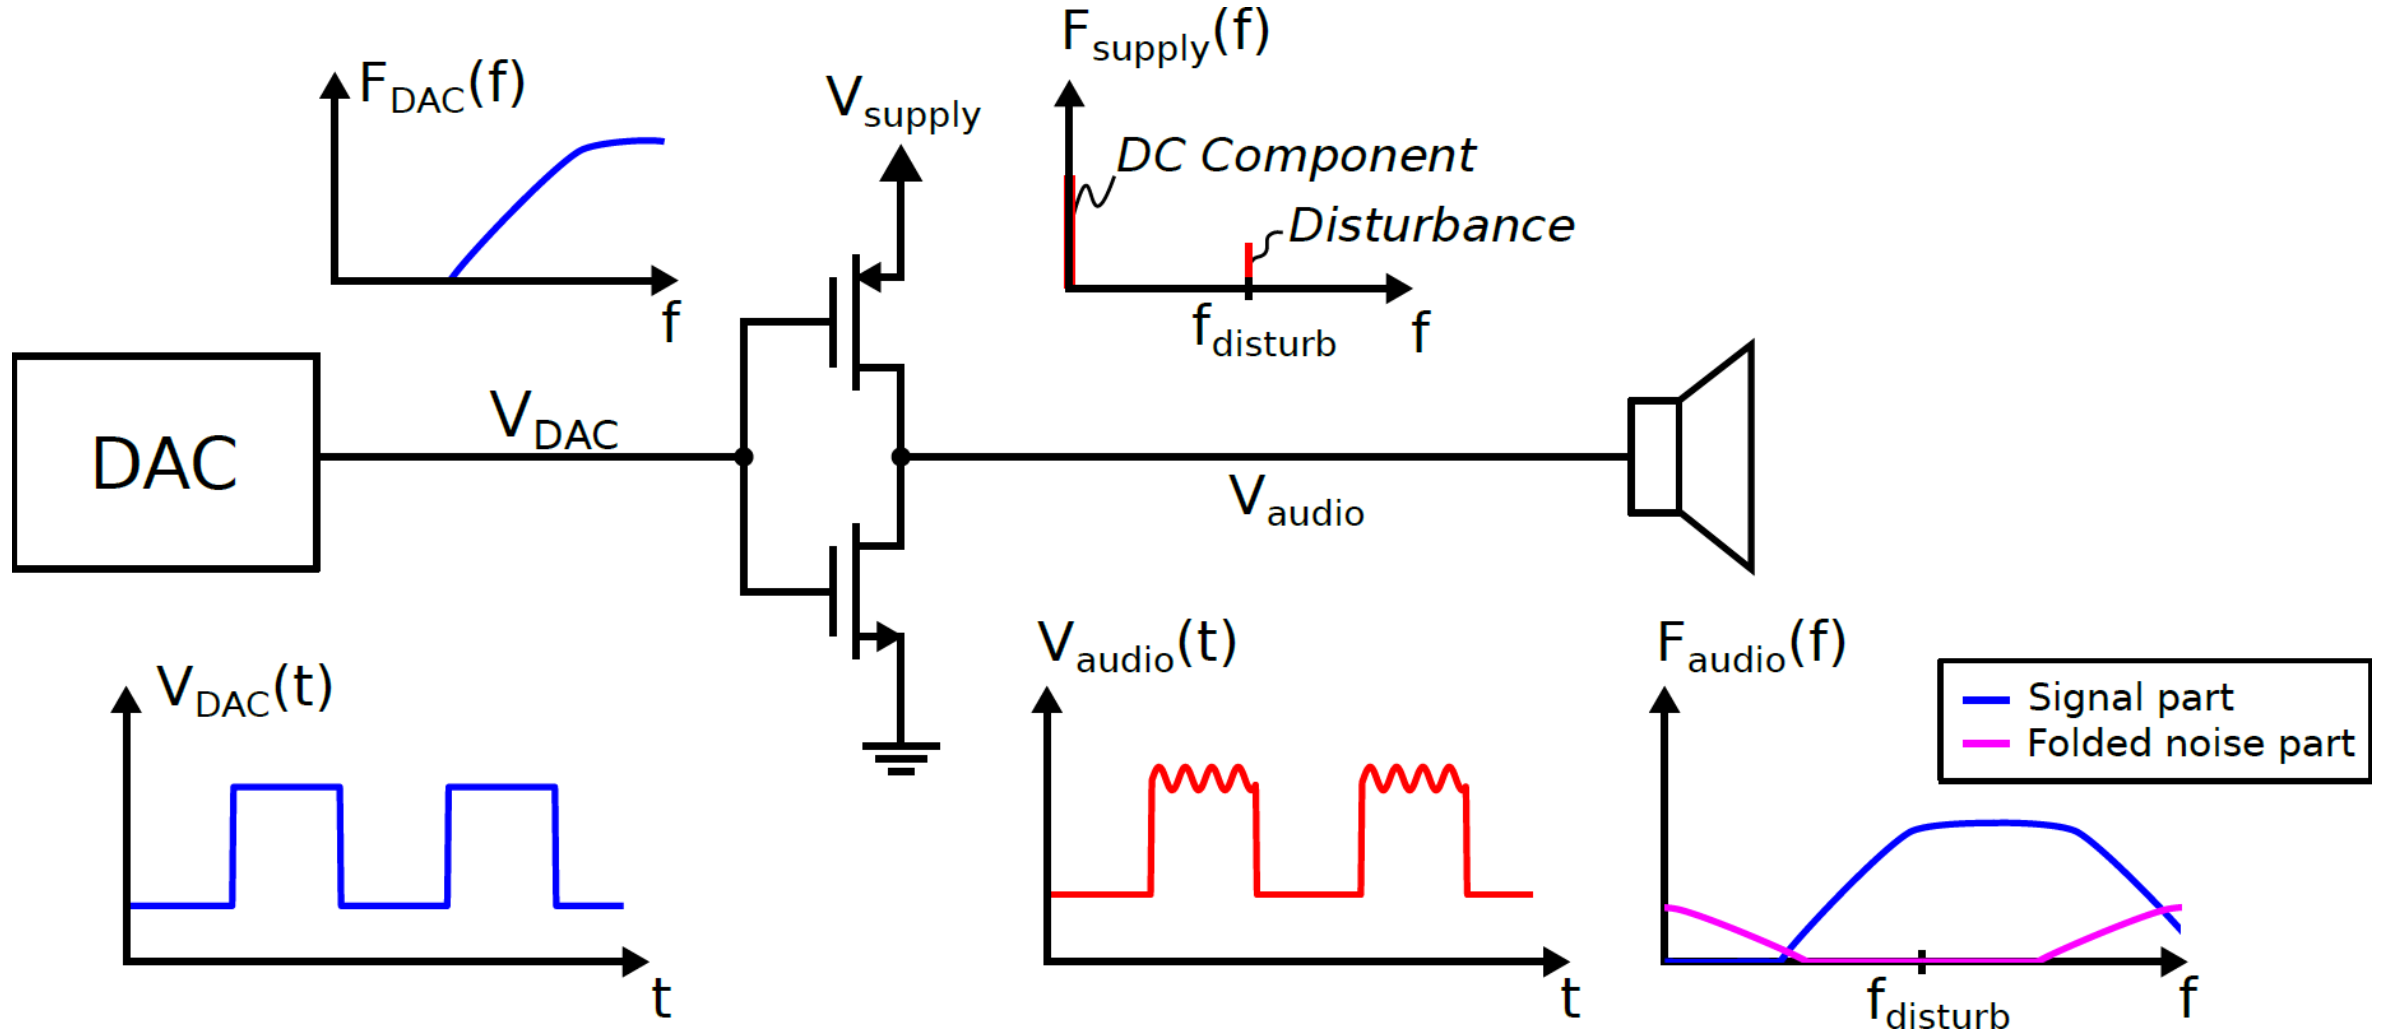 F_supply(f)
F_DAC(f)
V_supply
DC Component
Disturbance
f
f_disturb
f
V_DAC
DAC
V_audio
V_audio(t)
F_audio(f)
V_DAC(t)
Signal part
Folded noise part
t
t
f_disturb
f